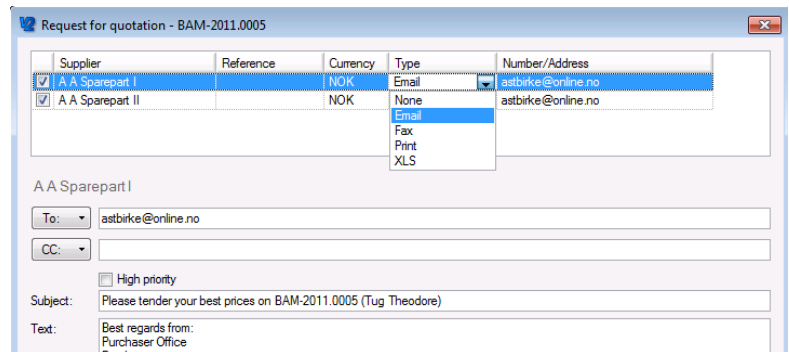 Request for quotation - BAM-2011.0005
Supplier Reference Currency Type Number/Address
A A Sparepart I NOK Email astbirke@online.no
A A Sparepart II NOK None astbirke@online.no
Email
Fax
Print
XLS
A A Sparepart I
To: astbirke@online.no
CC:
High priority
Subject: Please tender your best prices on BAM-2011.0005 (Tug Theodore)
Text: Best regards from:
Purchaser Office